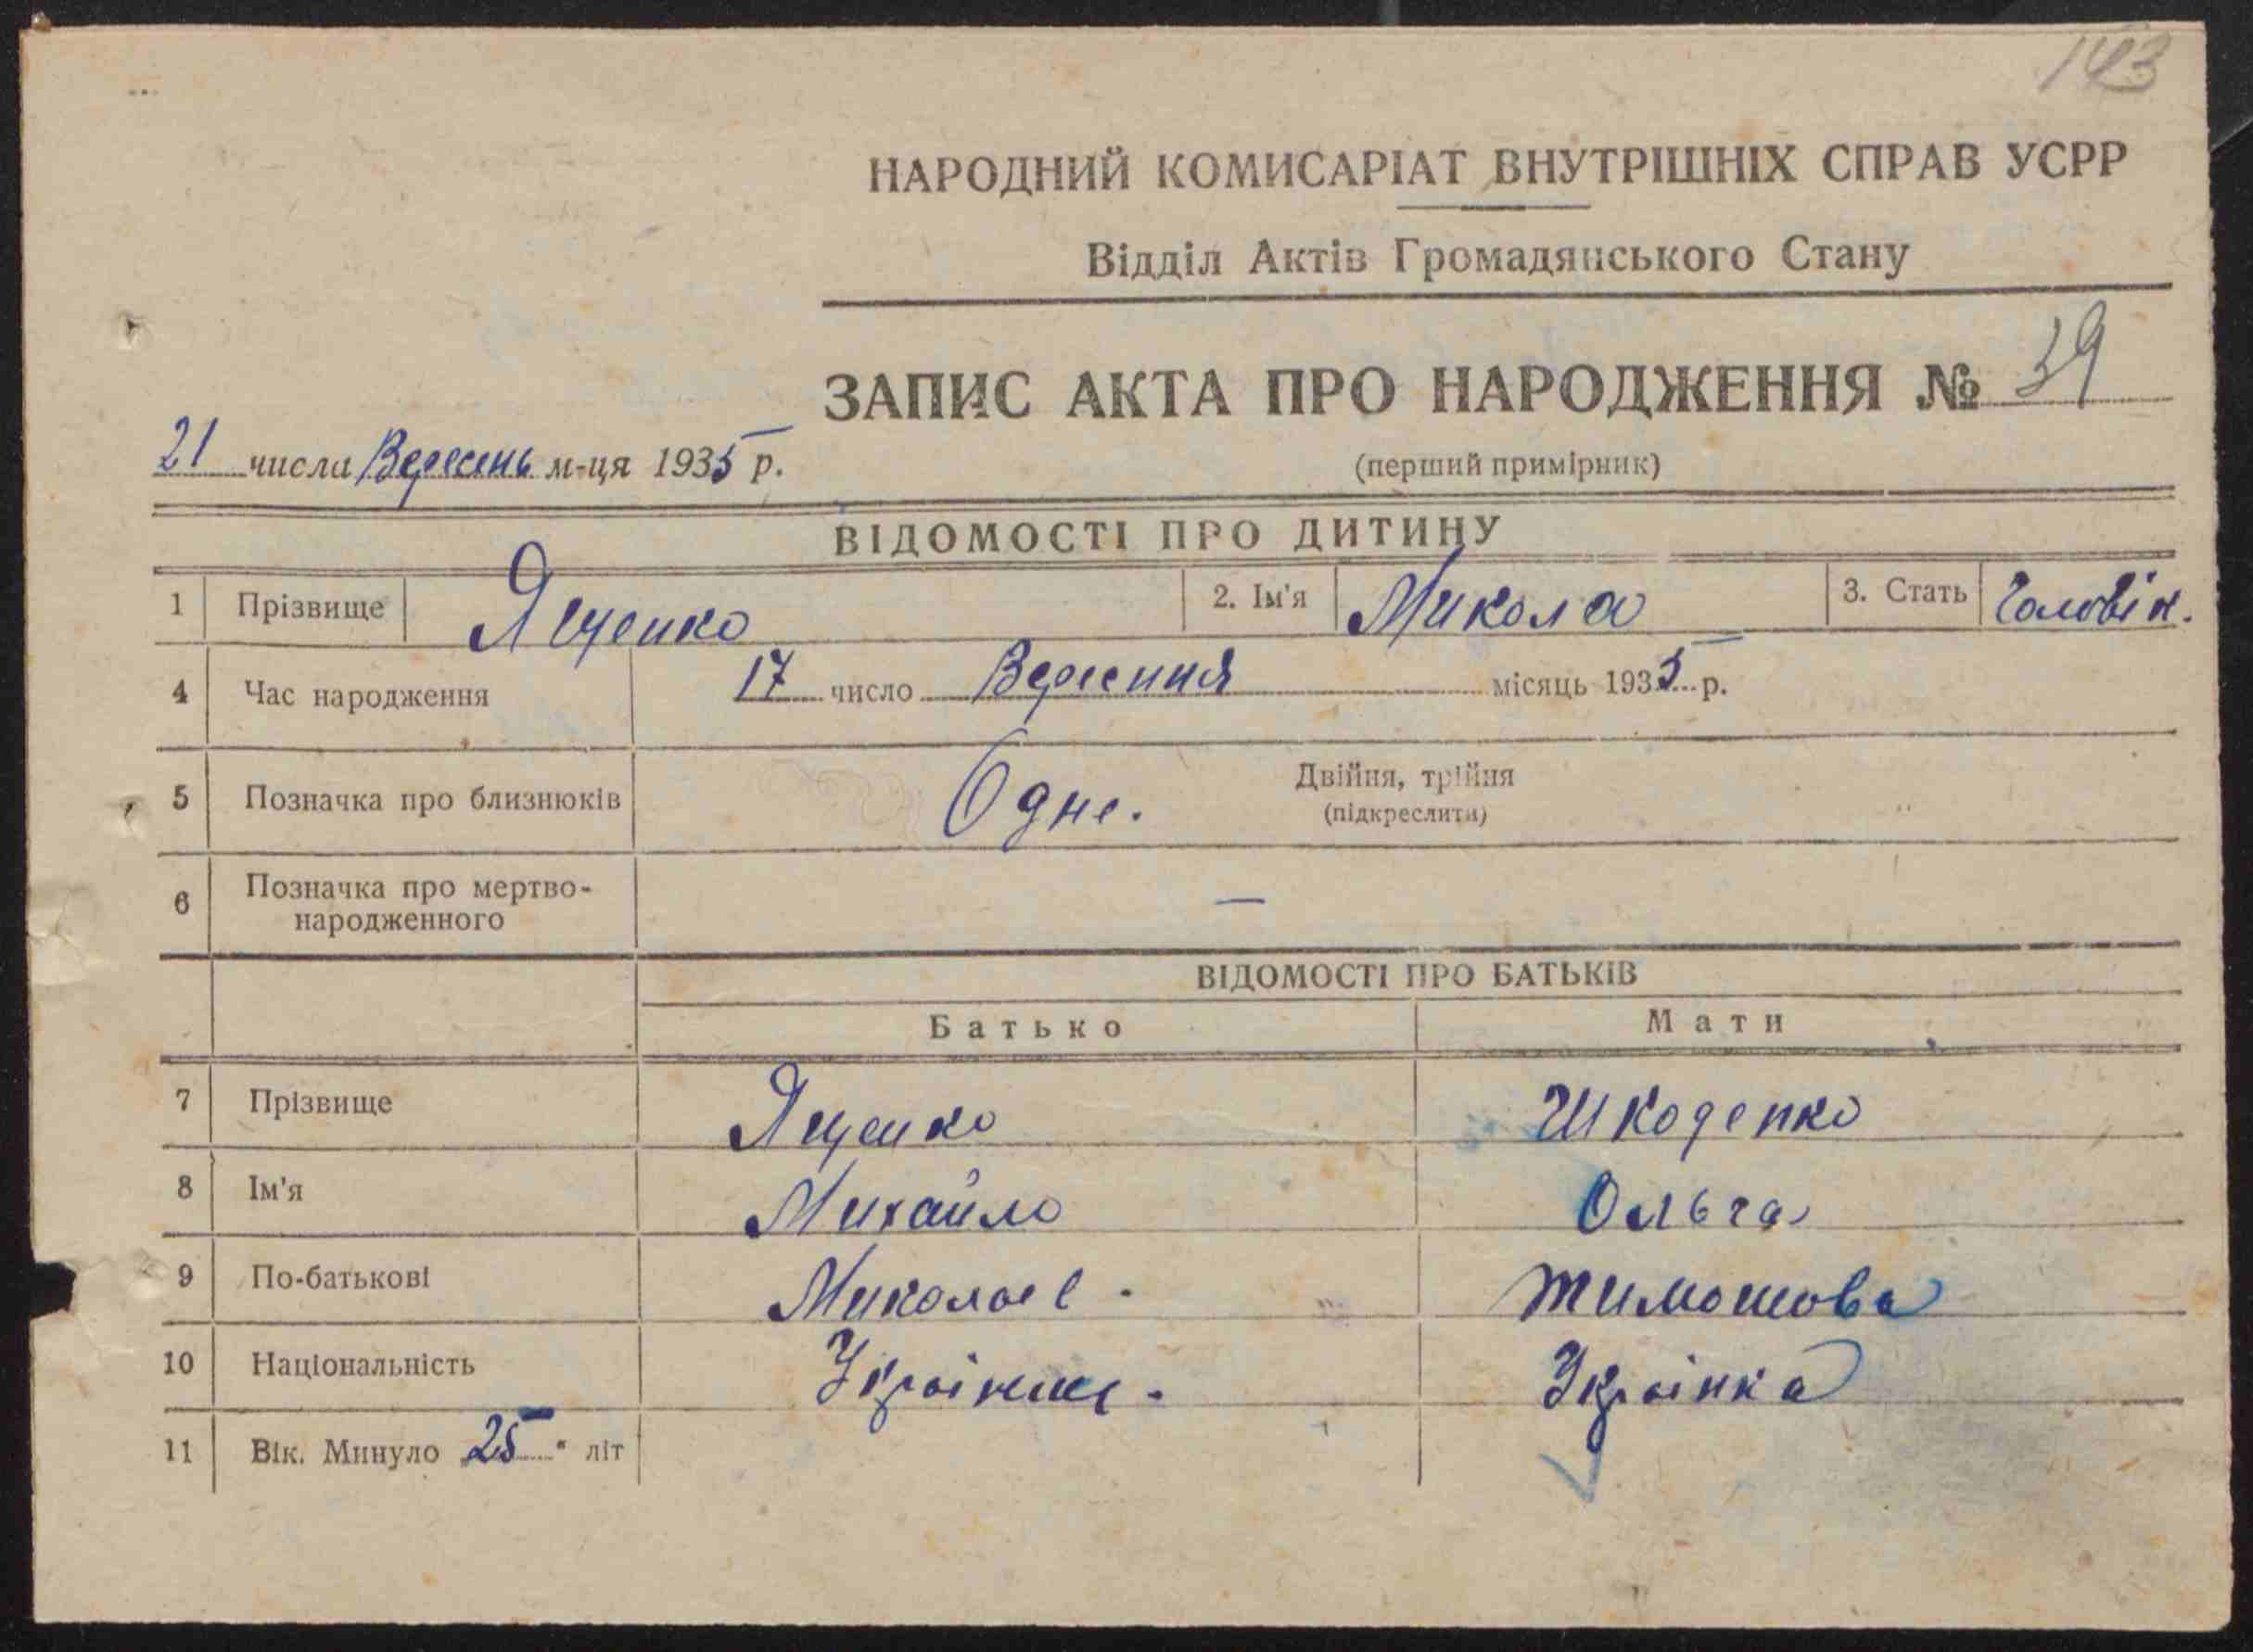 143
НАРОДНИЙ КОМИСАРІАТ ВНУТРІШНІХ СПРАВ УСРР
Відділ Актів Громадянського Стану
ЗАПИС АКТА ПРО НАРОДЖЕННЯ № 39
21 числа Вересень м-ця 1935 р.
(перший примірник)
ВІДОМОСТІ ПРО ДИТИНУ
1 Прізвище Ященко 2. Ім'я Микола 3. Стать Чоловік.
4 Час народження 17 число Вересння місяць 1935 р.
5 Позначка про близнюків Одне. Двійня, трійня
(підкреслити)
6 Позначка про мертво-
народженного —
ВІДОМОСТІ ПРО БАТЬКІВ
Батько Мати
7 Прізвище Ященко Шкоденко
8 Ім'я Михайло Ольга
9 По-батькові Миколаев. Тимошова
10 Національність Українец. Українка
11 Вік. Минуло 25 літ